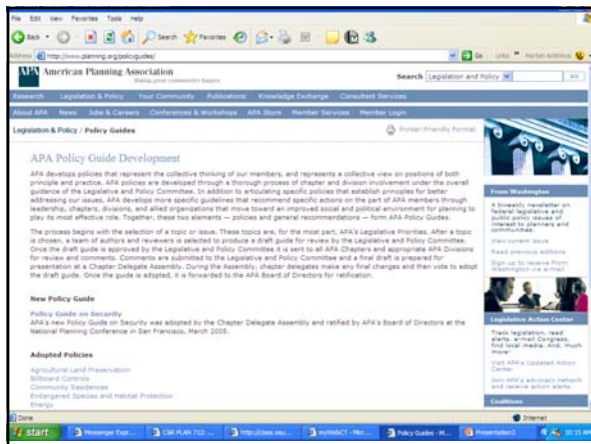 File Edit View Favorites Tools Help
Back Search Favorites
Address http://www.planning.org/policyguides/ Go Links Norton AntiVirus
APA American Planning Association
Making great communities happen
Search Legislation and Policy
Research Legislation & Policy Your Community Publications Knowledge Exchange Consultant Services
About APA News Jobs & Careers Conferences & Workshops APA Store Member Services Member Login
Legislation & Policy / Policy Guides
Printer-Friendly Format
APA Policy Guide Development
APA develops policies that represent the collective thinking of our members, and represents a collective view on positions of both
principle and practice. APA policies are developed through a thorough process of chapter and division involvement under the overall
guidance of the Legislative and Policy Committee. In addition to articulating specific policies that establish principles for better
addressing our issues, APA develops more specific guidelines that recommend specific actions on the part of APA members through
leadership, chapters, divisions, and allied organizations that move toward an improved social and political environment for planning to
play its most effective role. Together, these two elements — policies and general recommendations — form APA Policy Guides.
The process begins with the selection of a topic or issue. These topics are, for the most part, APA's Legislative Priorities. After a topic
is chosen, a team of authors and reviewers is selected to produce a draft guide for review by the Legislative and Policy Committee.
Once the draft guide is approved by the Legislative and Policy Committee it is sent to all APA Chapters and appropriate APA Divisions
for review and comments. Comments are submitted to the Legislative and Policy Committee and a final draft is prepared for
presentation at a Chapter Delegate Assembly. During the Assembly, chapter delegates make any final changes and then vote to adopt
the draft guide. Once the guide is adopted, it is forwarded to the APA Board of Directors for ratification.
New Policy Guide
Policy Guide on Security
APA's new Policy Guide on Security was adopted by the Chapter Delegate Assembly and ratified by APA's Board of Directors at the
National Planning Conference in San Francisco, March 2005.
Adopted Policies
Agricultural Land Preservation
Billboard Controls
Community Residences
Endangered Species and Habitat Protection
Energy
From Washington
A biweekly newsletter on
federal legislative and
public policy issues of
interest to planners and
communities.
View current issue
Read previous editions
Sign up to receive From
Washington via e-mail
Legislative Action Center
Track legislation, read
alerts, e-mail Congress,
find local media. And, much
more!
Visit APA's Updated Action
Center
Join APA's advocacy network
and receive action alerts.
Coalitions
Done Internet
start Messenger Expr... CSR PLAN 712: ... http://class.asu... myWebCT - Micr... Policy Guides - M... Presentation3 10:15 AM